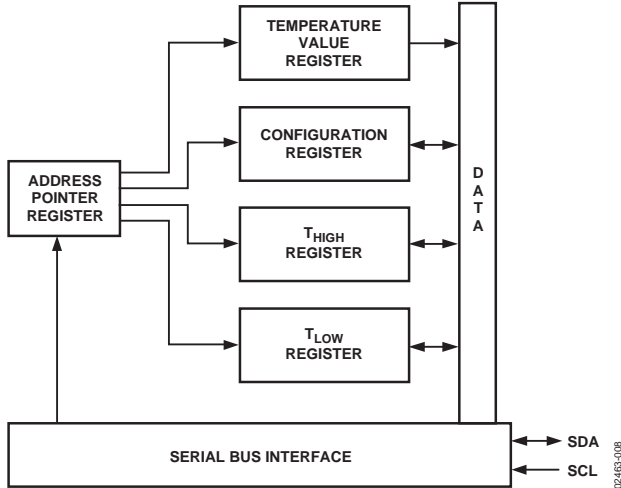 TEMPERATURE
VALUE
REGISTER
CONFIGURATION
REGISTER
ADDRESS
POINTER
REGISTER
THIGH
REGISTER
TLOW
REGISTER
DATA
SERIAL BUS INTERFACE
SDA
SCL
02463-008